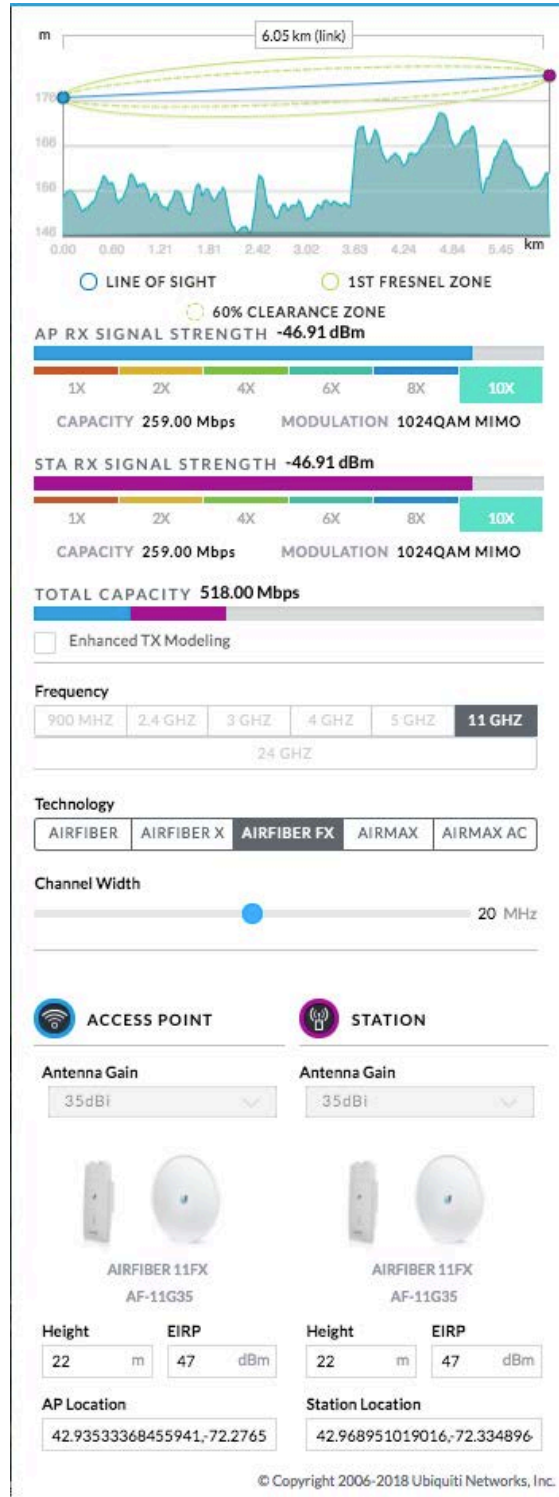 m
6.05 km (link)
176
166
156
146
0.00 0.60 1.21 1.81 2.42 3.02 3.63 4.24 4.84 5.45 km
LINE OF SIGHT 1ST FRESNEL ZONE
60% CLEARANCE ZONE
AP RX SIGNAL STRENGTH -46.91 dBm
1X 2X 4X 6X 8X 10X
CAPACITY 259.00 Mbps MODULATION 1024QAM MIMO
STA RX SIGNAL STRENGTH -46.91 dBm
1X 2X 4X 6X 8X 10X
CAPACITY 259.00 Mbps MODULATION 1024QAM MIMO
TOTAL CAPACITY 518.00 Mbps
Enhanced TX Modeling
Frequency
900 MHZ 2.4 GHZ 3 GHZ 4 GHZ 5 GHZ 11 GHZ
24 GHZ
Technology
AIRFIBER AIRFIBER X AIRFIBER FX AIRMAX AIRMAX AC
Channel Width
20 MHz
ACCESS POINT STATION
Antenna Gain Antenna Gain
35dBi 35dBi
AIRFIBER 11FX AIRFIBER 11FX
AF-11G35 AF-11G35
Height EIRP Height EIRP
22 m 47 dBm 22 m 47 dBm
AP Location Station Location
42.93533368455941,-72.2765 42.968951019016,-72.334896
© Copyright 2006-2018 Ubiquiti Networks, Inc.